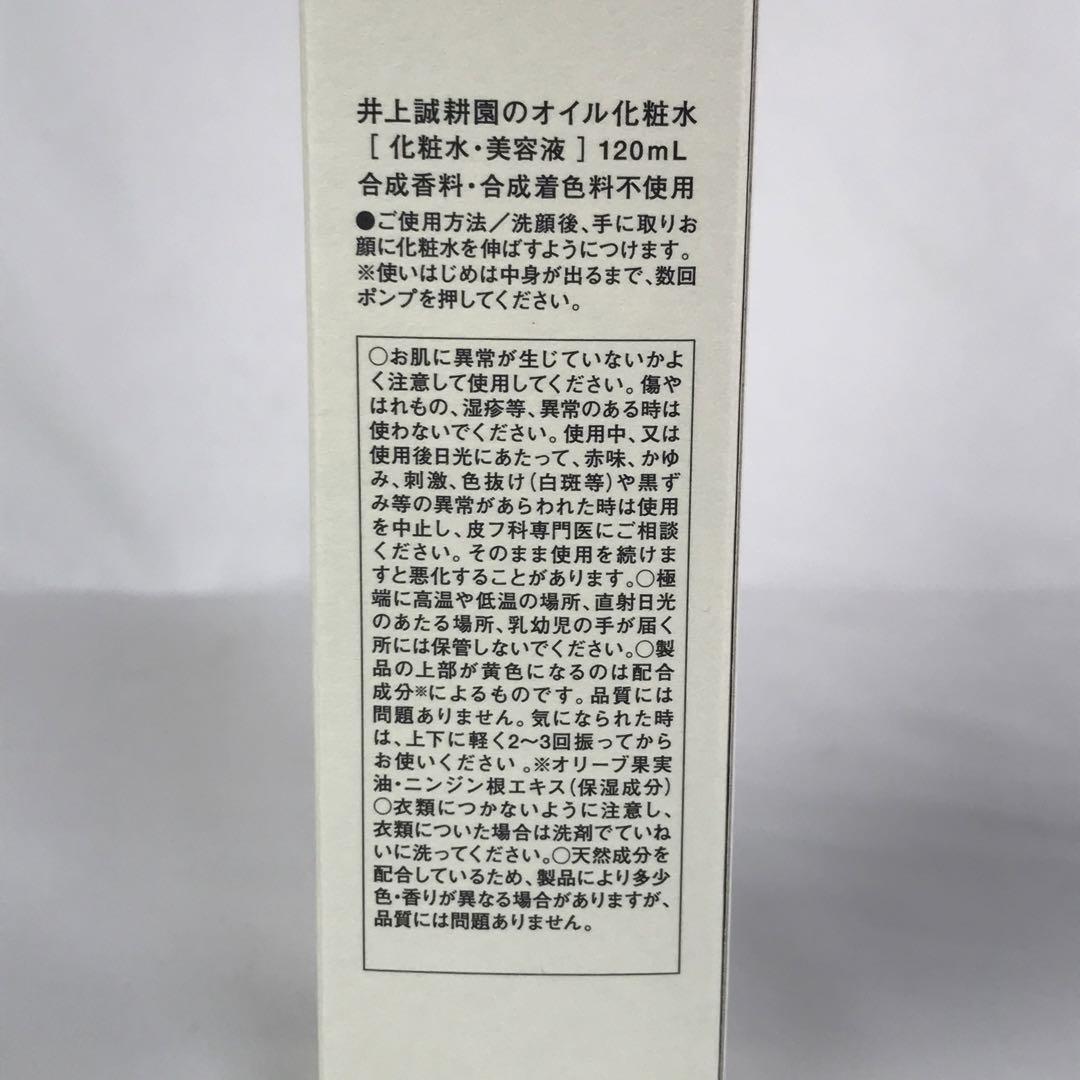 井上誠耕園のオイル化粧水
[ 化粧水・美容液 ] 120mL
合成香料・合成着色料不使用
●ご使用方法／洗顔後、手に取りお
顔に化粧水を伸ばすようにつけます。
※使いはじめは中身が出るまで、数回
ポンプを押してください。
○お肌に異常が生じていないかよ
く注意して使用してください。傷や
はれもの、湿疹等、異常のある時は
使わないでください。使用中、又は
使用後日光にあたって、赤味、かゆ
み、刺激、色抜け(白斑等)や黒ず
み等の異常があらわれた時は使用
を中止し、皮フ科専門医にご相談
ください。そのまま使用を続けま
すと悪化することがあります。○極
端に高温や低温の場所、直射日光
のあたる場所、乳幼児の手が届く
所には保管しないでください。○製
品の上部が黄色になるのは配合
成分※によるものです。品質には
問題ありません。気になられた時
は、上下に軽く2〜3回振ってから
お使いください。※オリーブ果実
油・ニンジン根エキス(保湿成分)
○衣類につかないように注意し、
衣類についた場合は洗剤でていね
いに洗ってください。○天然成分を
配合しているため、製品により多少
色・香りが異なる場合がありますが、
品質には問題ありません。